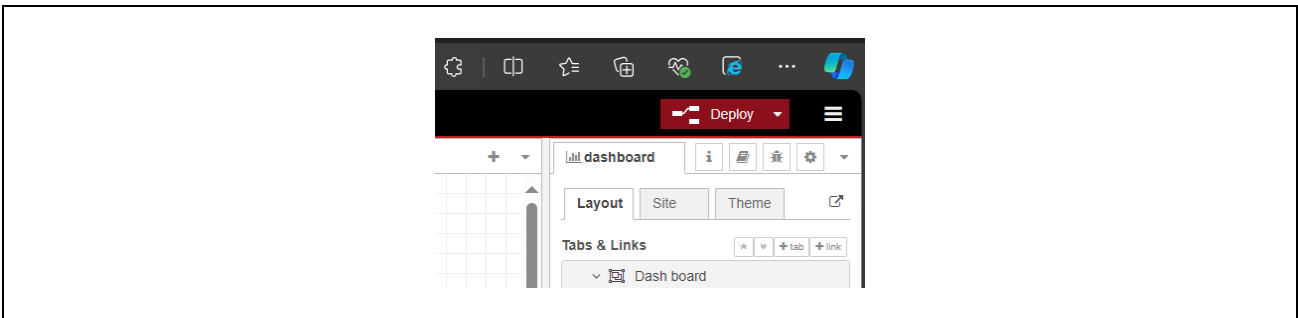 Deploy
dashboard
Layout Site Theme
Tabs & Links + tab + link
Dash board